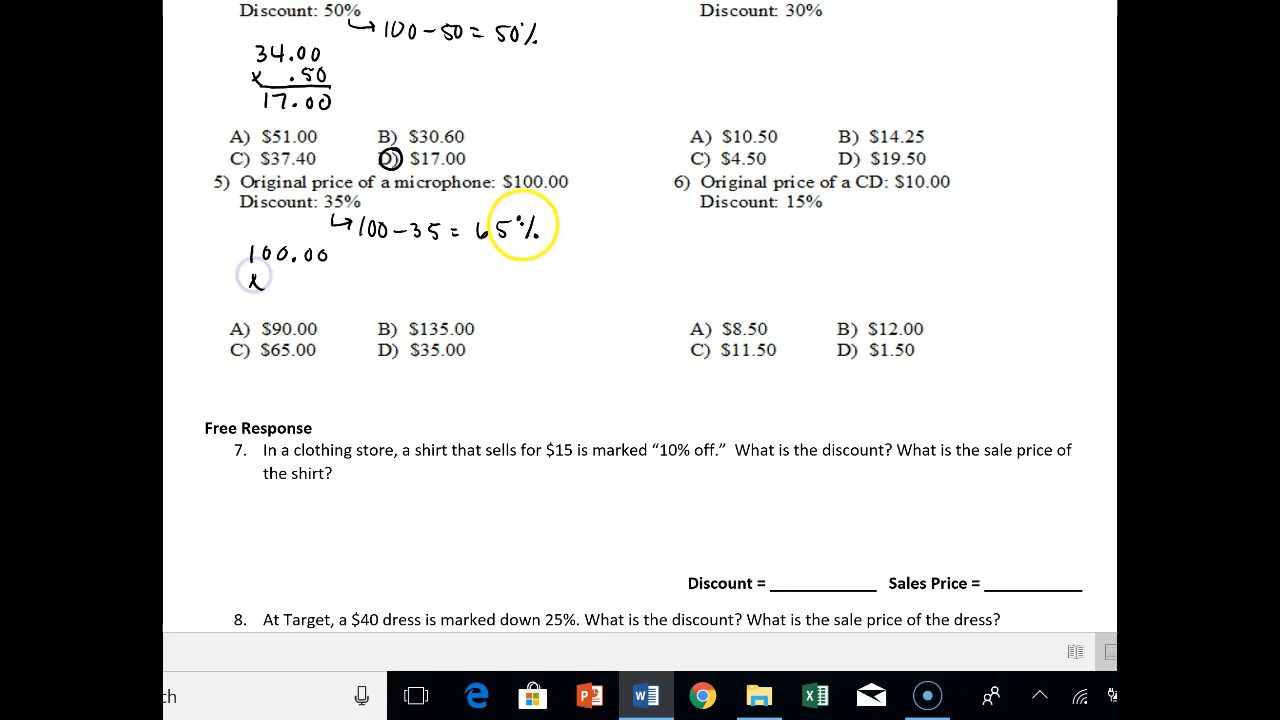 Discount: 50%
Discount: 30%
100 - 50 = 50%
34.00
x .50
17.00
A) $51.00 B) $30.60
C) $37.40 D) $17.00
A) $10.50 B) $14.25
C) $4.50 D) $19.50
5) Original price of a microphone: $100.00
Discount: 35%
100 - 35 = 65%
100.00
x
A) $90.00 B) $135.00
C) $65.00 D) $35.00
6) Original price of a CD: $10.00
Discount: 15%
A) $8.50 B) $12.00
C) $11.50 D) $1.50
Free Response
7. In a clothing store, a shirt that sells for $15 is marked “10% off.” What is the discount? What is the sale price of
the shirt?
Discount = ___________ Sales Price = ___________
8. At Target, a $40 dress is marked down 25%. What is the discount? What is the sale price of the dress?
ch